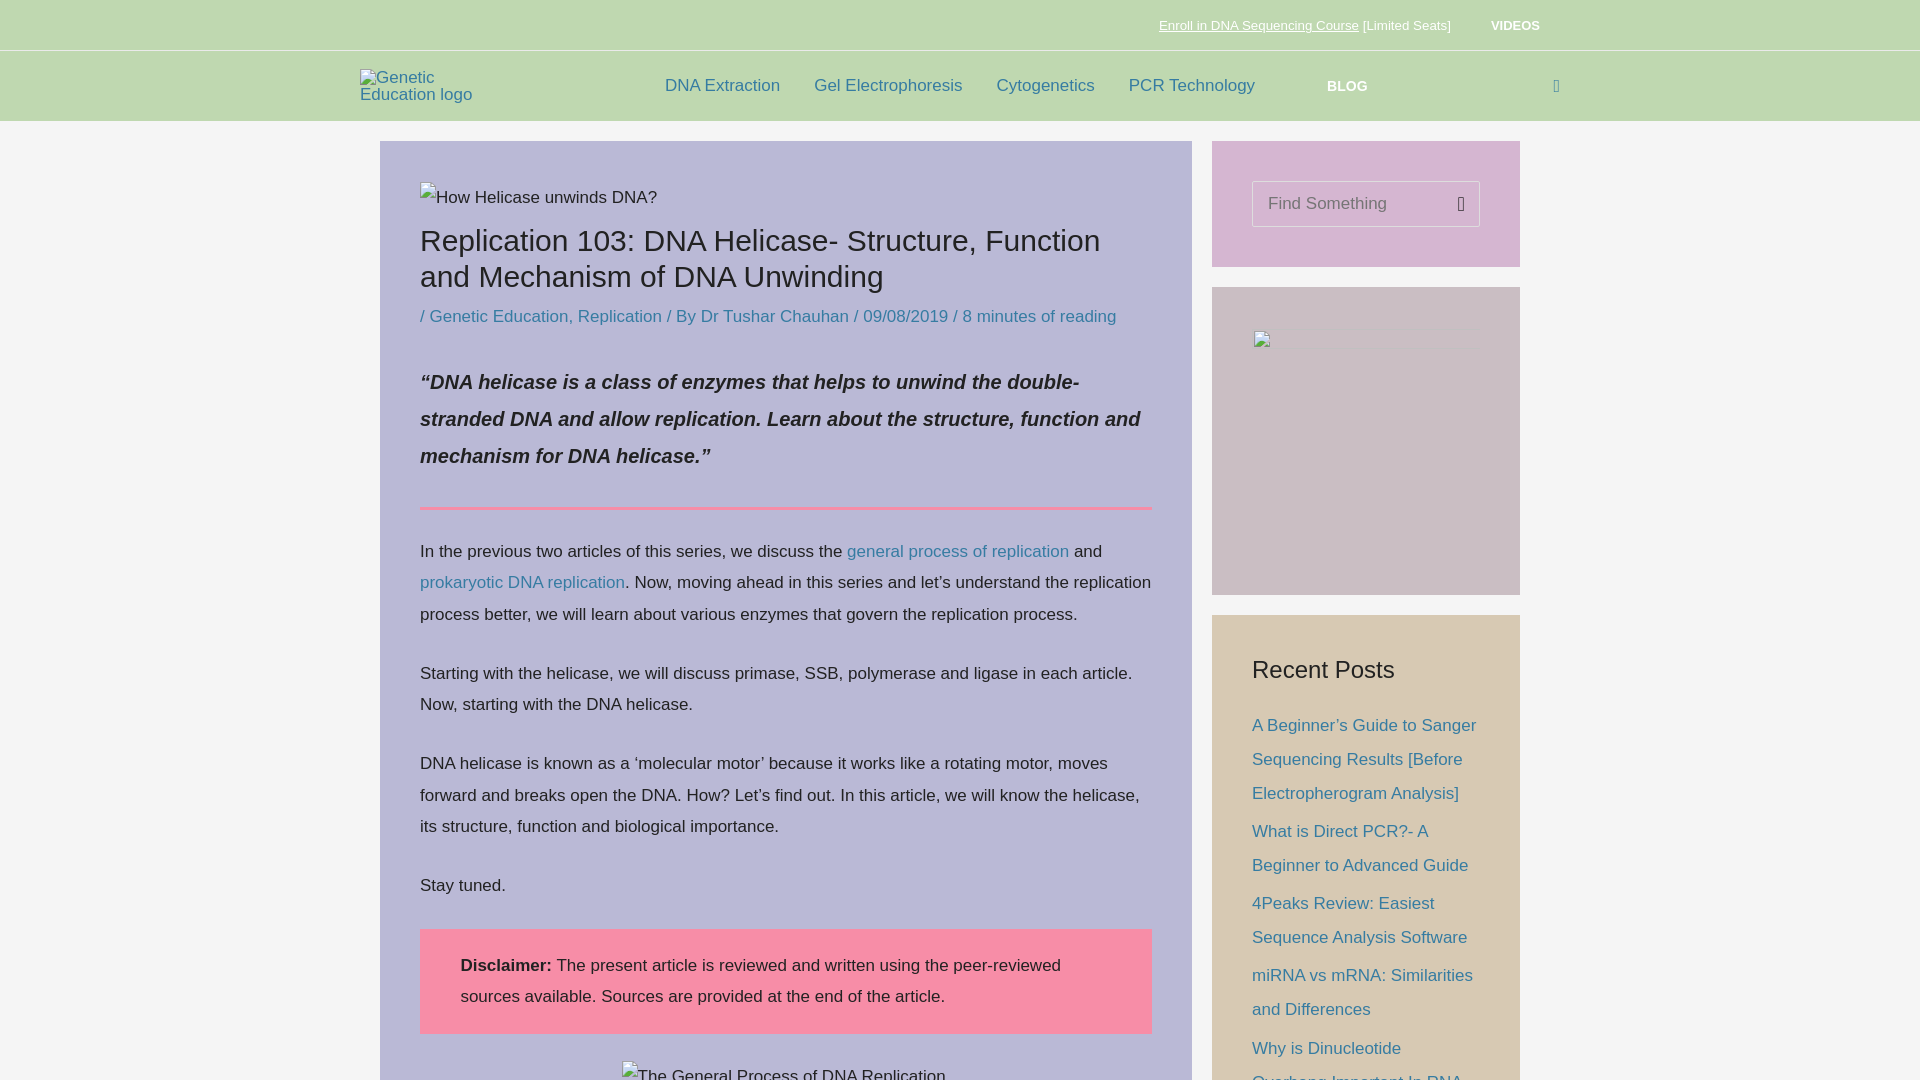 Enroll in DNA Sequencing Course [Limited Seats] VIDEOS
Genetic
Education logo
DNA Extraction Gel Electrophoresis Cytogenetics PCR Technology BLOG
How Helicase unwinds DNA?
Replication 103: DNA Helicase- Structure, Function
and Mechanism of DNA Unwinding
/ Genetic Education, Replication / By Dr Tushar Chauhan / 09/08/2019 / 8 minutes of reading
“DNA helicase is a class of enzymes that helps to unwind the double-
stranded DNA and allow replication. Learn about the structure, function and
mechanism for DNA helicase.”
In the previous two articles of this series, we discuss the general process of replication and
prokaryotic DNA replication. Now, moving ahead in this series and let’s understand the replication
process better, we will learn about various enzymes that govern the replication process.
Starting with the helicase, we will discuss primase, SSB, polymerase and ligase in each article.
Now, starting with the DNA helicase.
DNA helicase is known as a ‘molecular motor’ because it works like a rotating motor, moves
forward and breaks open the DNA. How? Let’s find out. In this article, we will know the helicase,
its structure, function and biological importance.
Stay tuned.
Disclaimer: The present article is reviewed and written using the peer-reviewed
sources available. Sources are provided at the end of the article.
The General Process of DNA Replication
Find Something
Recent Posts
A Beginner’s Guide to Sanger
Sequencing Results [Before
Electropherogram Analysis]
What is Direct PCR?- A
Beginner to Advanced Guide
4Peaks Review: Easiest
Sequence Analysis Software
miRNA vs mRNA: Similarities
and Differences
Why is Dinucleotide
Overhang Important In RNA